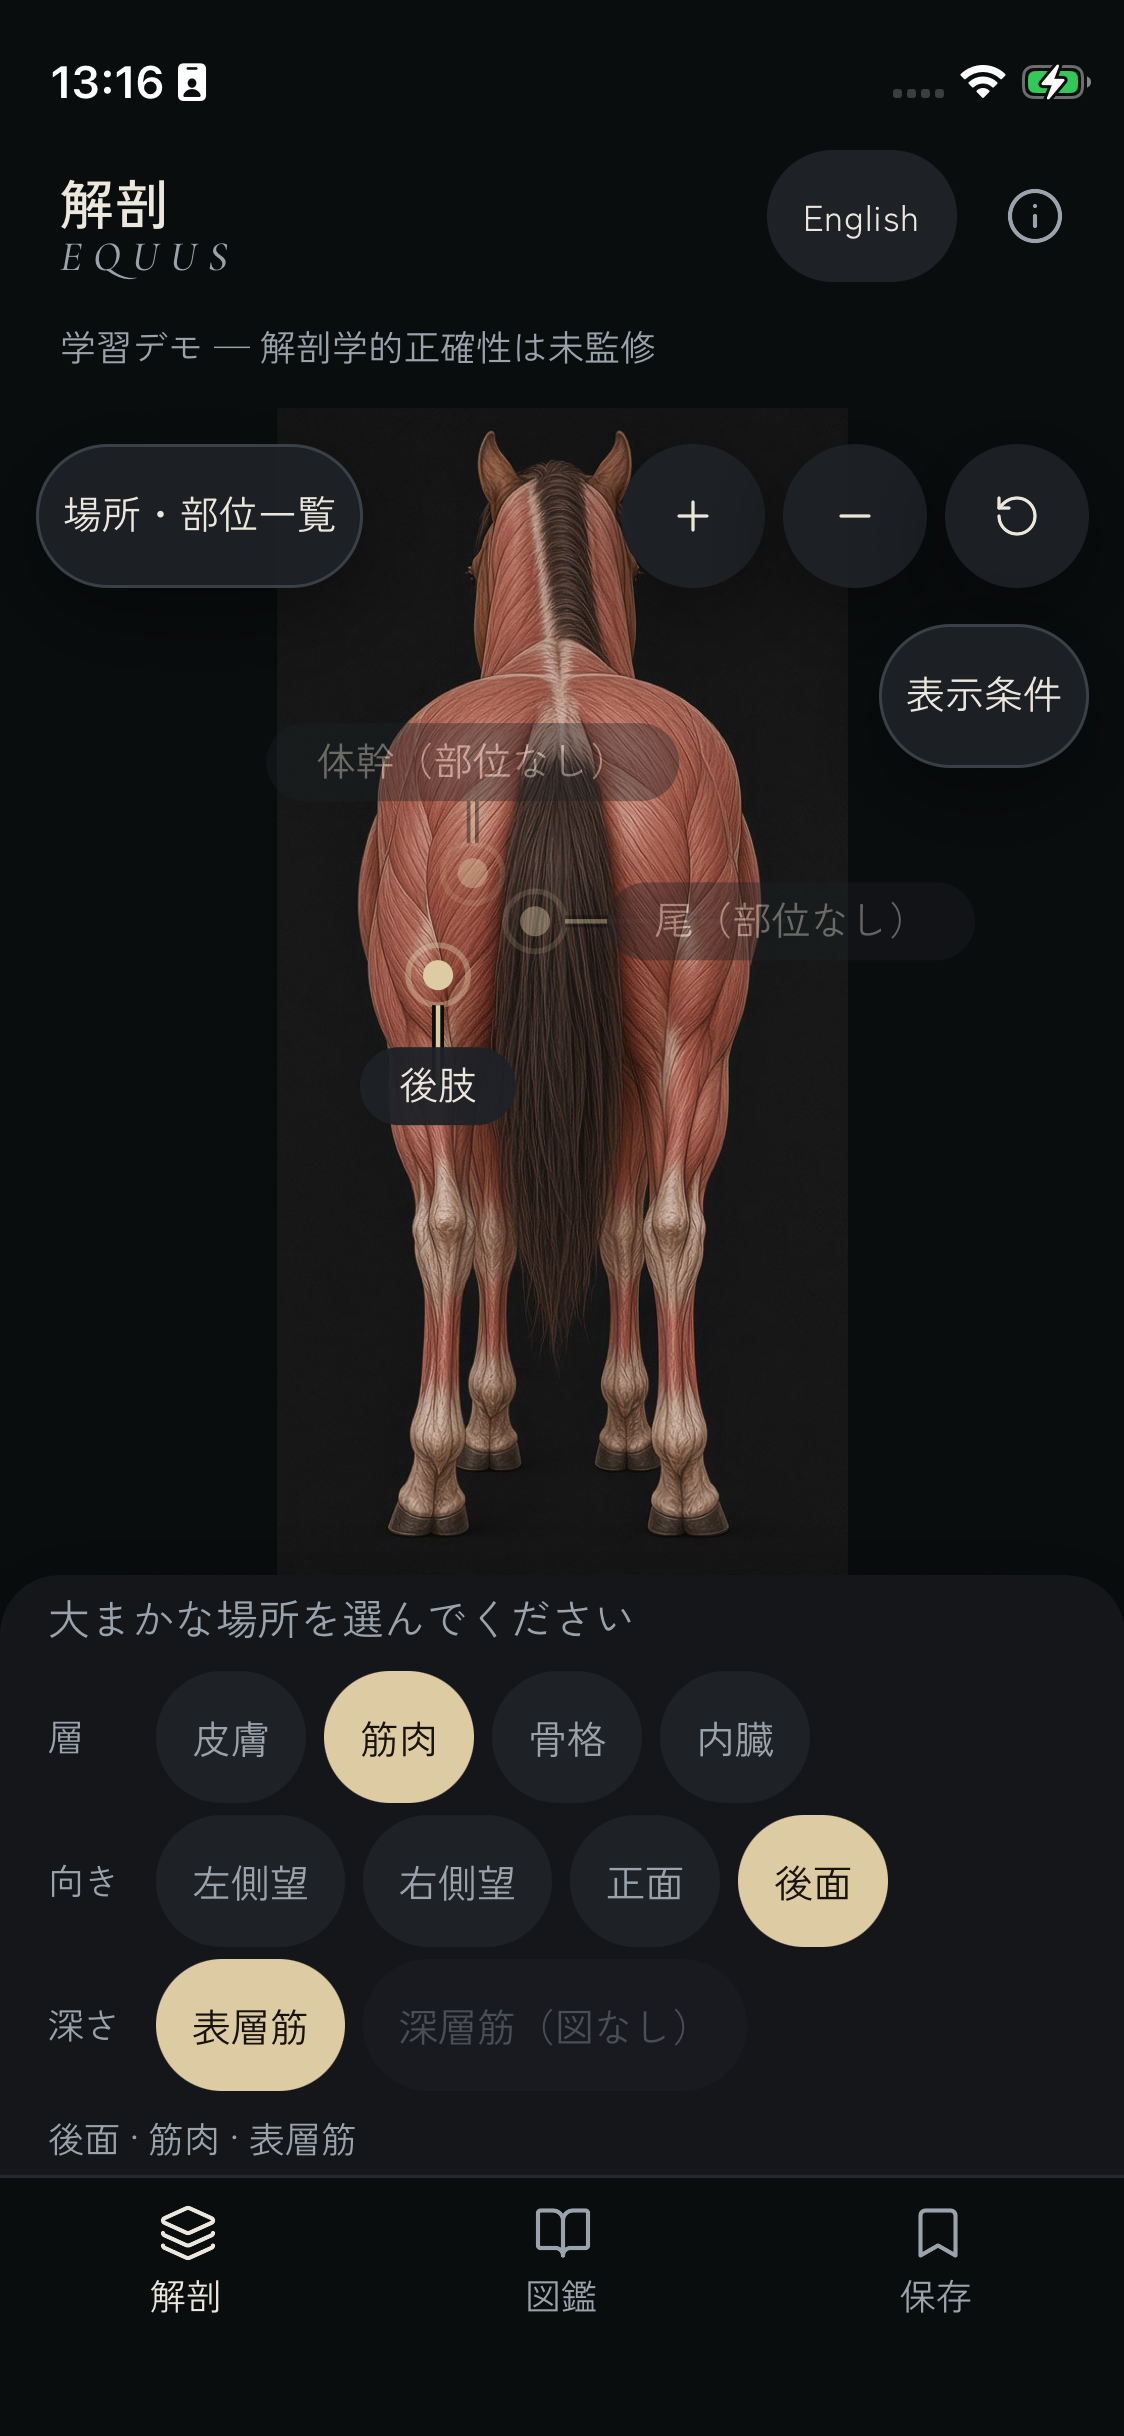 13:16
解剖
EQUUS
English
学習デモ — 解剖学的正確性は未監修
場所・部位一覧
表示条件
体幹（部位なし）
尾（部位なし）
後肢
大まかな場所を選んでください
層
皮膚
筋肉
骨格
内臓
向き
左側望
右側望
正面
後面
深さ
表層筋
深層筋（図なし）
後面 · 筋肉 · 表層筋
解剖
図鑑
保存